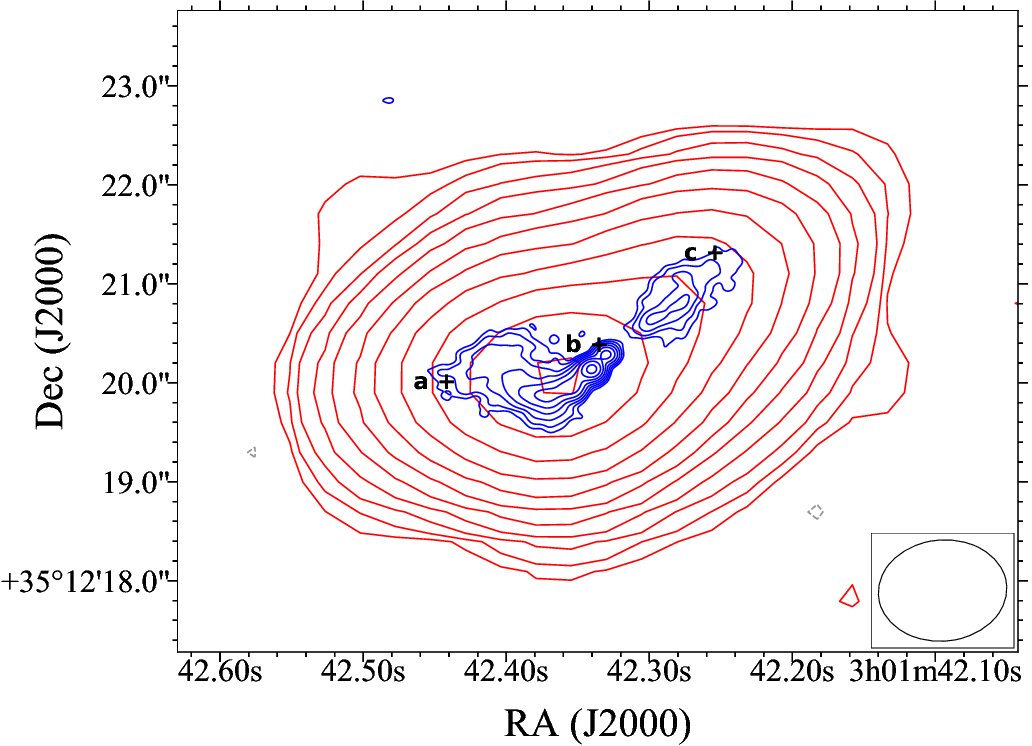 23.0"
22.0"
c +
21.0"
b +
a +
20.0"
19.0"
+35°12'18.0"
Dec (J2000)
42.60s 42.50s 42.40s 42.30s 42.20s 3h01m42.10s
RA (J2000)